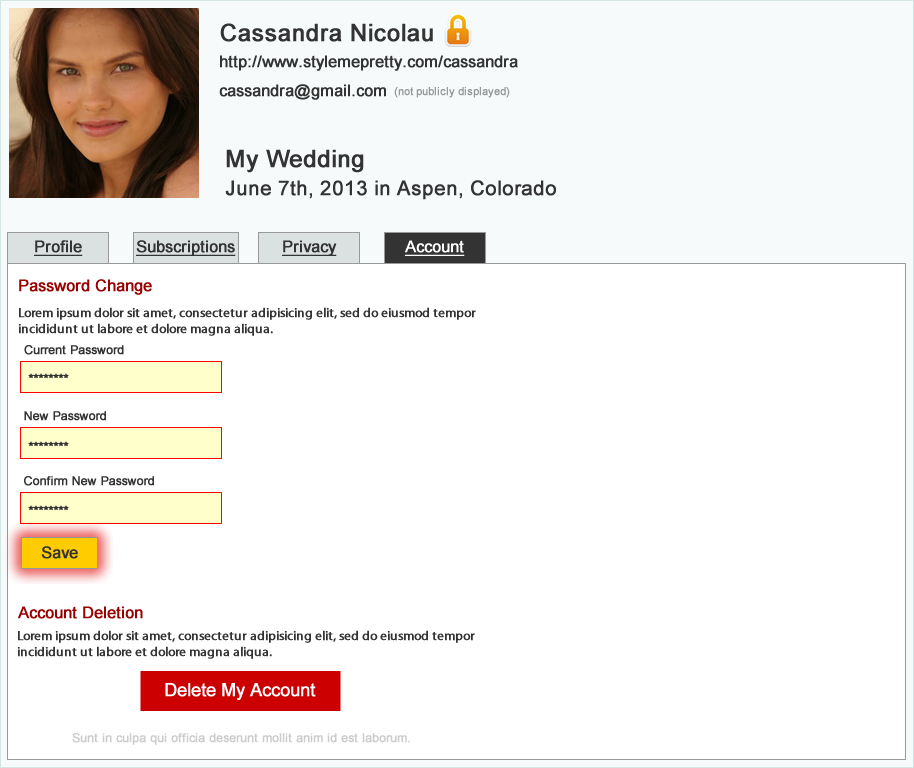 Cassandra Nicolau
http://www.stylemepretty.com/cassandra
cassandra@gmail.com (not publicly displayed)
My Wedding
June 7th, 2013 in Aspen, Colorado
Profile Subscriptions Privacy Account
Password Change
Lorem ipsum dolor sit amet, consectetur adipisicing elit, sed do eiusmod tempor
incididunt ut labore et dolore magna aliqua.
Current Password
********
New Password
********
Confirm New Password
********
Save
Account Deletion
Lorem ipsum dolor sit amet, consectetur adipisicing elit, sed do eiusmod tempor
incididunt ut labore et dolore magna aliqua.
Delete My Account
Sunt in culpa qui officia deserunt mollit anim id est laborum.